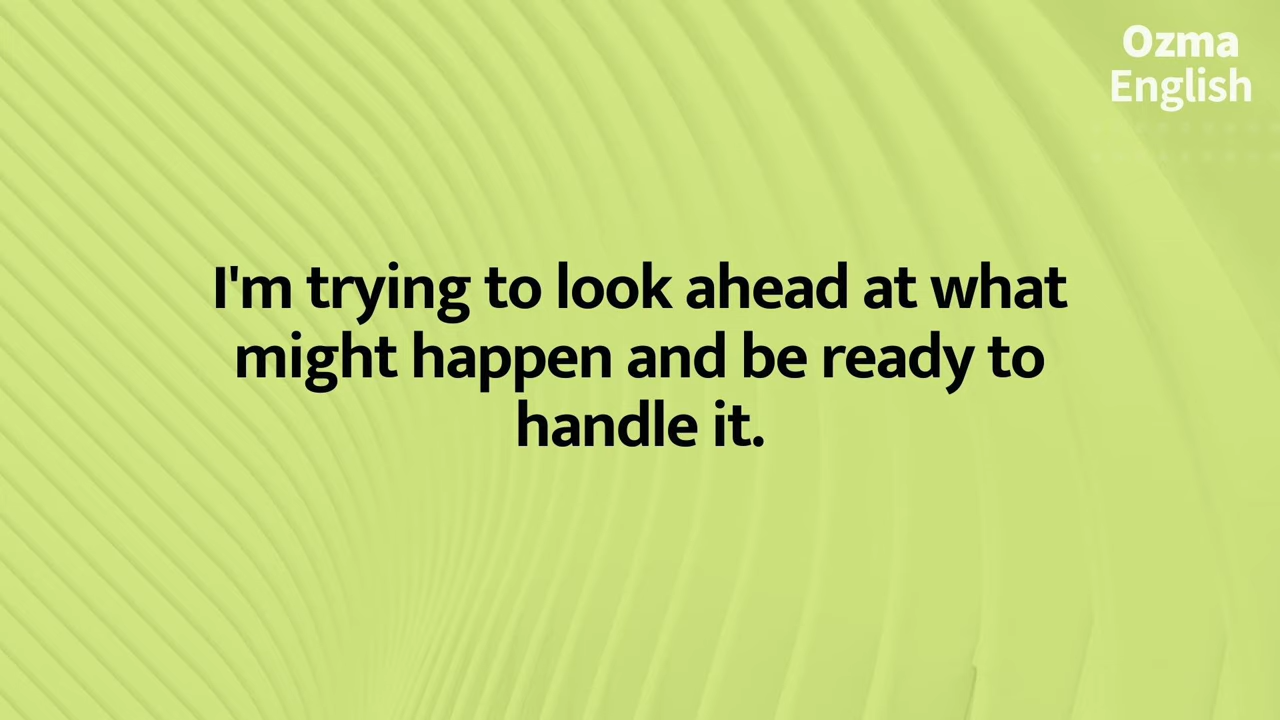 Ozma
English
I'm trying to look ahead at what
might happen and be ready to
handle it.